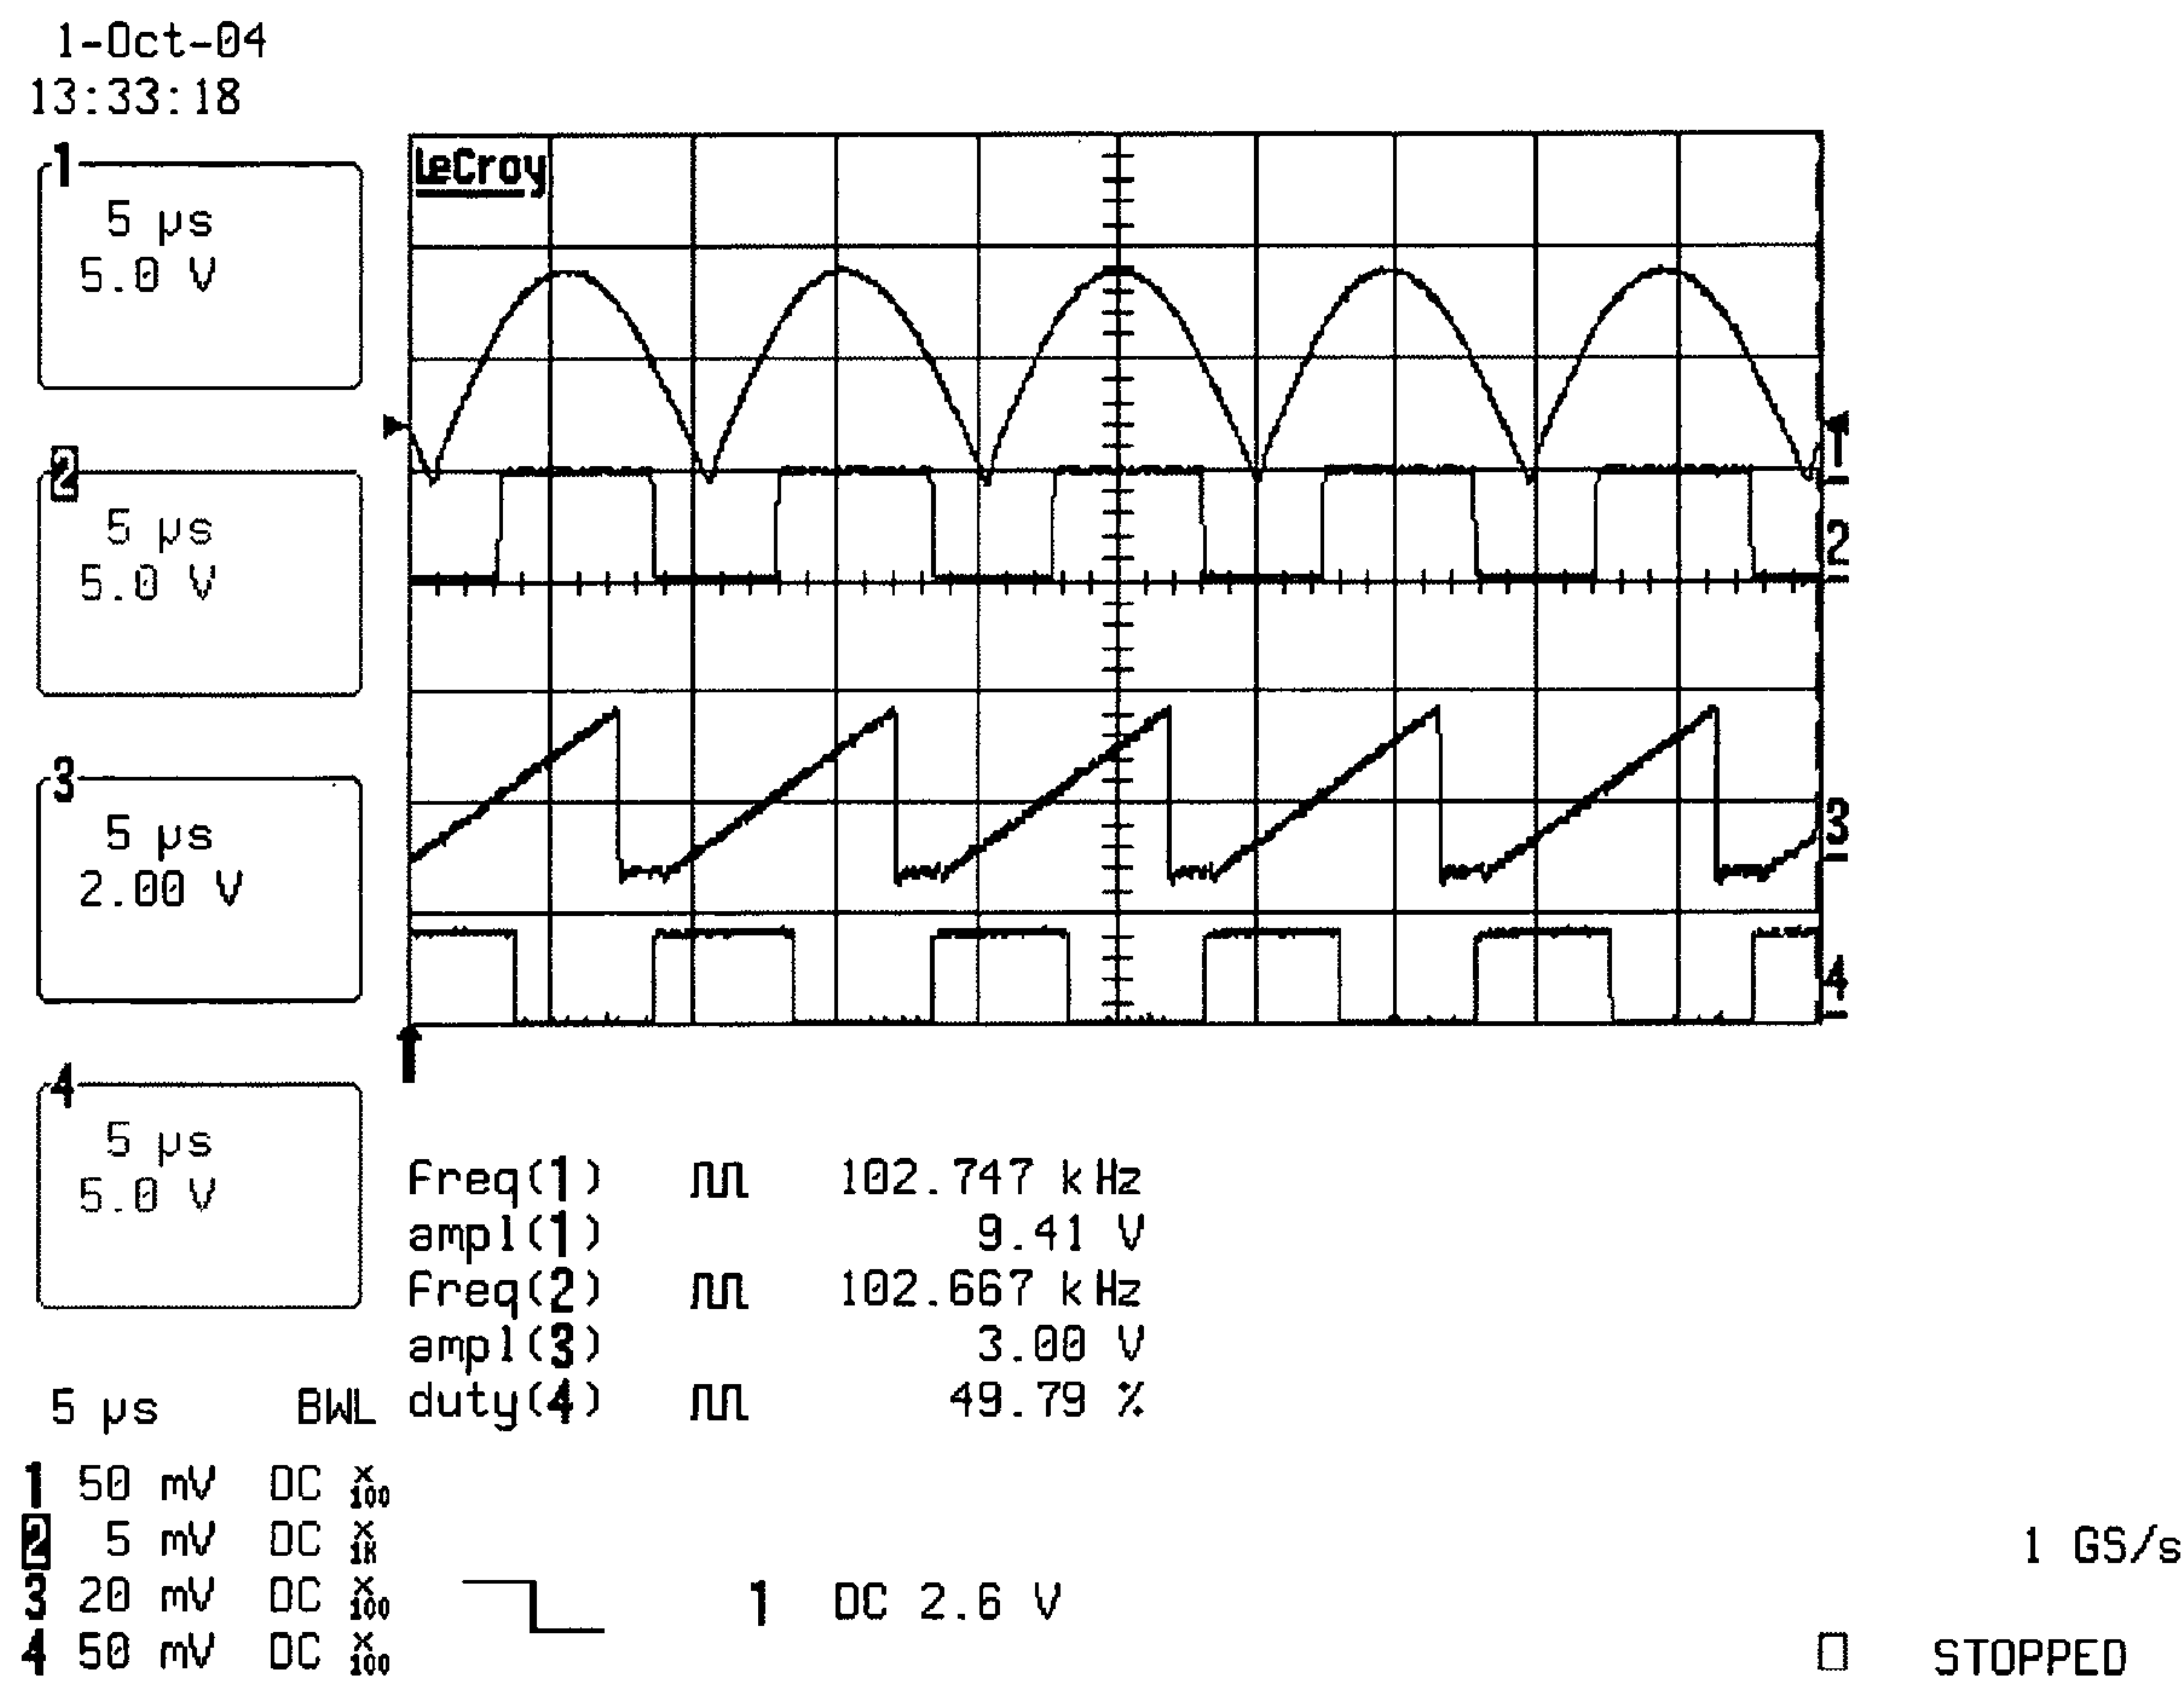 1-Oct-04
13:33:18
LeCroy
1
5 µs
5.0 V
2
5 µs
5.0 V
3
5 µs
2.00 V
4
5 µs
5.0 V
1
2
3
4
freq(1) 102.747 kHz
ampl(1) 9.41 V
freq(2) 102.667 kHz
ampl(3) 3.00 V
duty(4) 49.79 %
5 µs BWL
1 50 mV DC x100
2 5 mV DC x1K
3 20 mV DC x100
4 50 mV DC x100
1 DC 2.6 V
1 GS/s
STOPPED